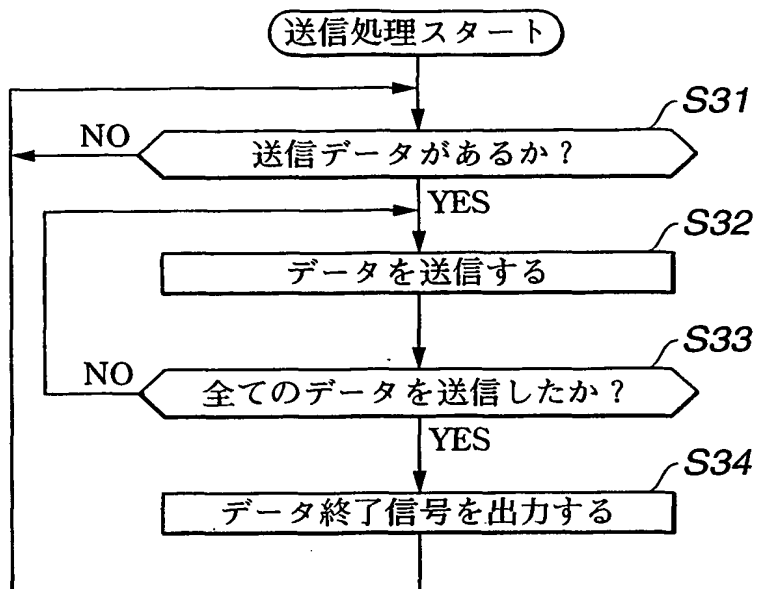 送信処理スタート
S31
NO
送信データがあるか？
YES
S32
データを送信する
S33
NO
全てのデータを送信したか？
YES
S34
データ終了信号を出力する